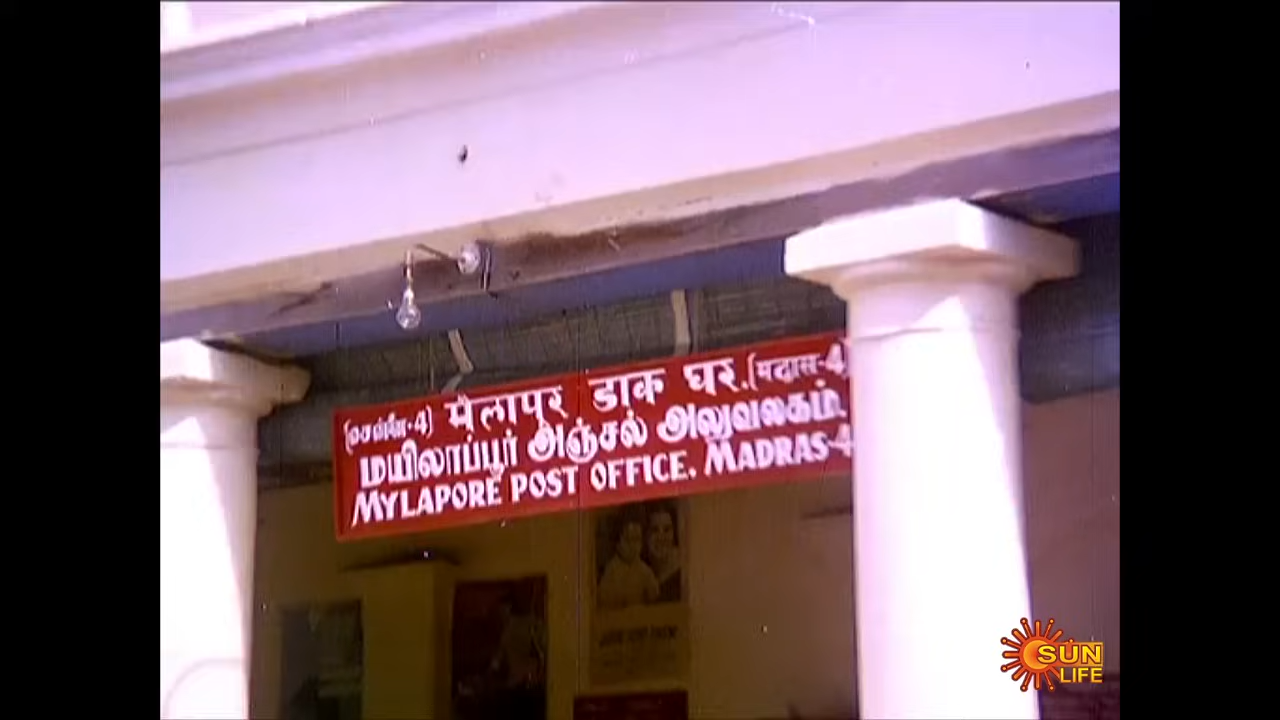 (சென்னை-4) मैलापूर डाक घर.(मद्रास-4)
மயிலாப்பூர் அஞ்சல் அலுவலகம்.
MYLAPORE POST OFFICE. MADRAS-4
SUN
LIFE